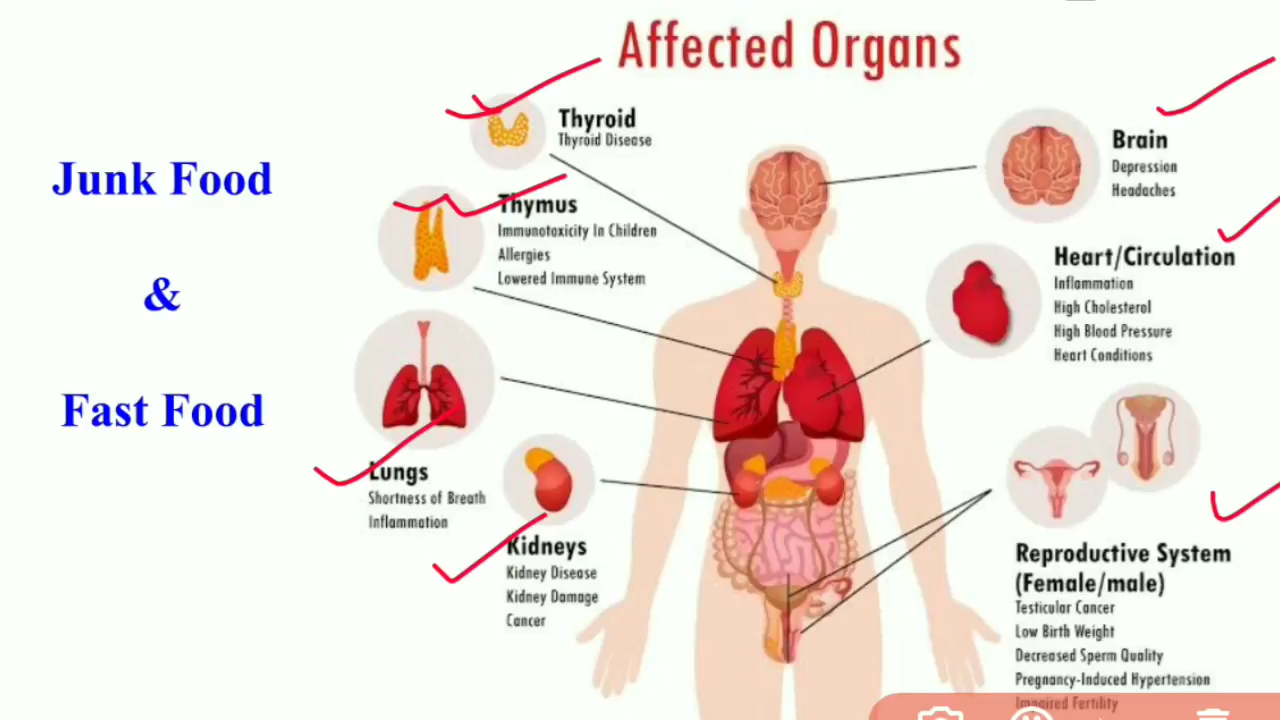 Affected Organs
Junk Food
&
Fast Food
Thyroid
Thyroid Disease
Thymus
Immunotoxicity In Children
Allergies
Lowered Immune System
Lungs
Shortness of Breath
Inflammation
Kidneys
Kidney Disease
Kidney Damage
Cancer
Brain
Depression
Headaches
Heart/Circulation
Inflammation
High Cholesterol
High Blood Pressure
Heart Conditions
Reproductive System
(Female/male)
Testicular Cancer
Low Birth Weight
Decreased Sperm Quality
Pregnancy-Induced Hypertension
Impaired Fertility